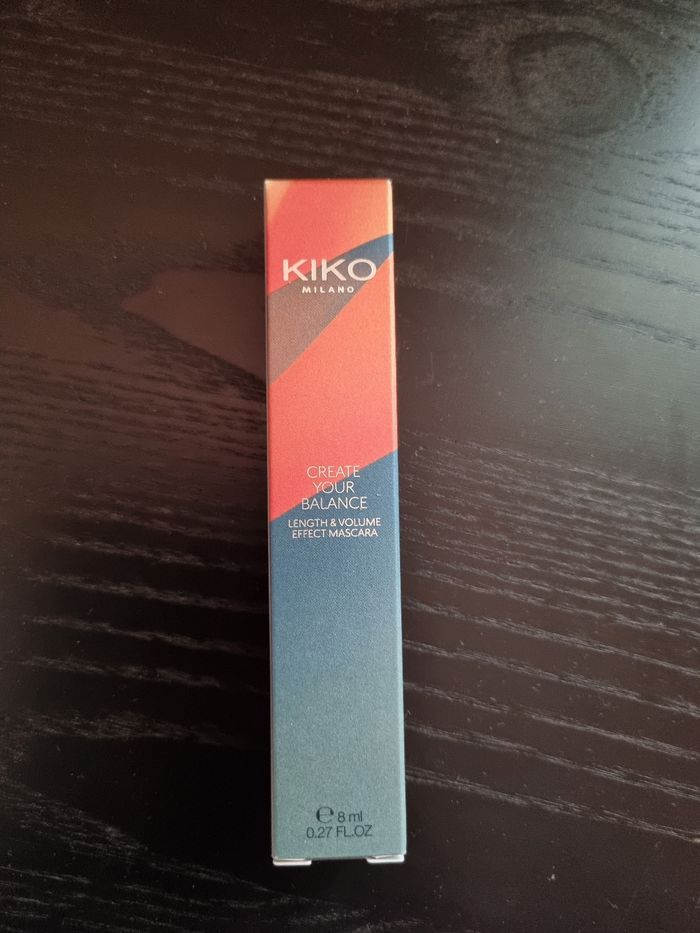 KIKO
MILANO
CREATE
YOUR
BALANCE
LENGTH & VOLUME
EFFECT MASCARA
℮ 8 ml
0.27 FL.OZ